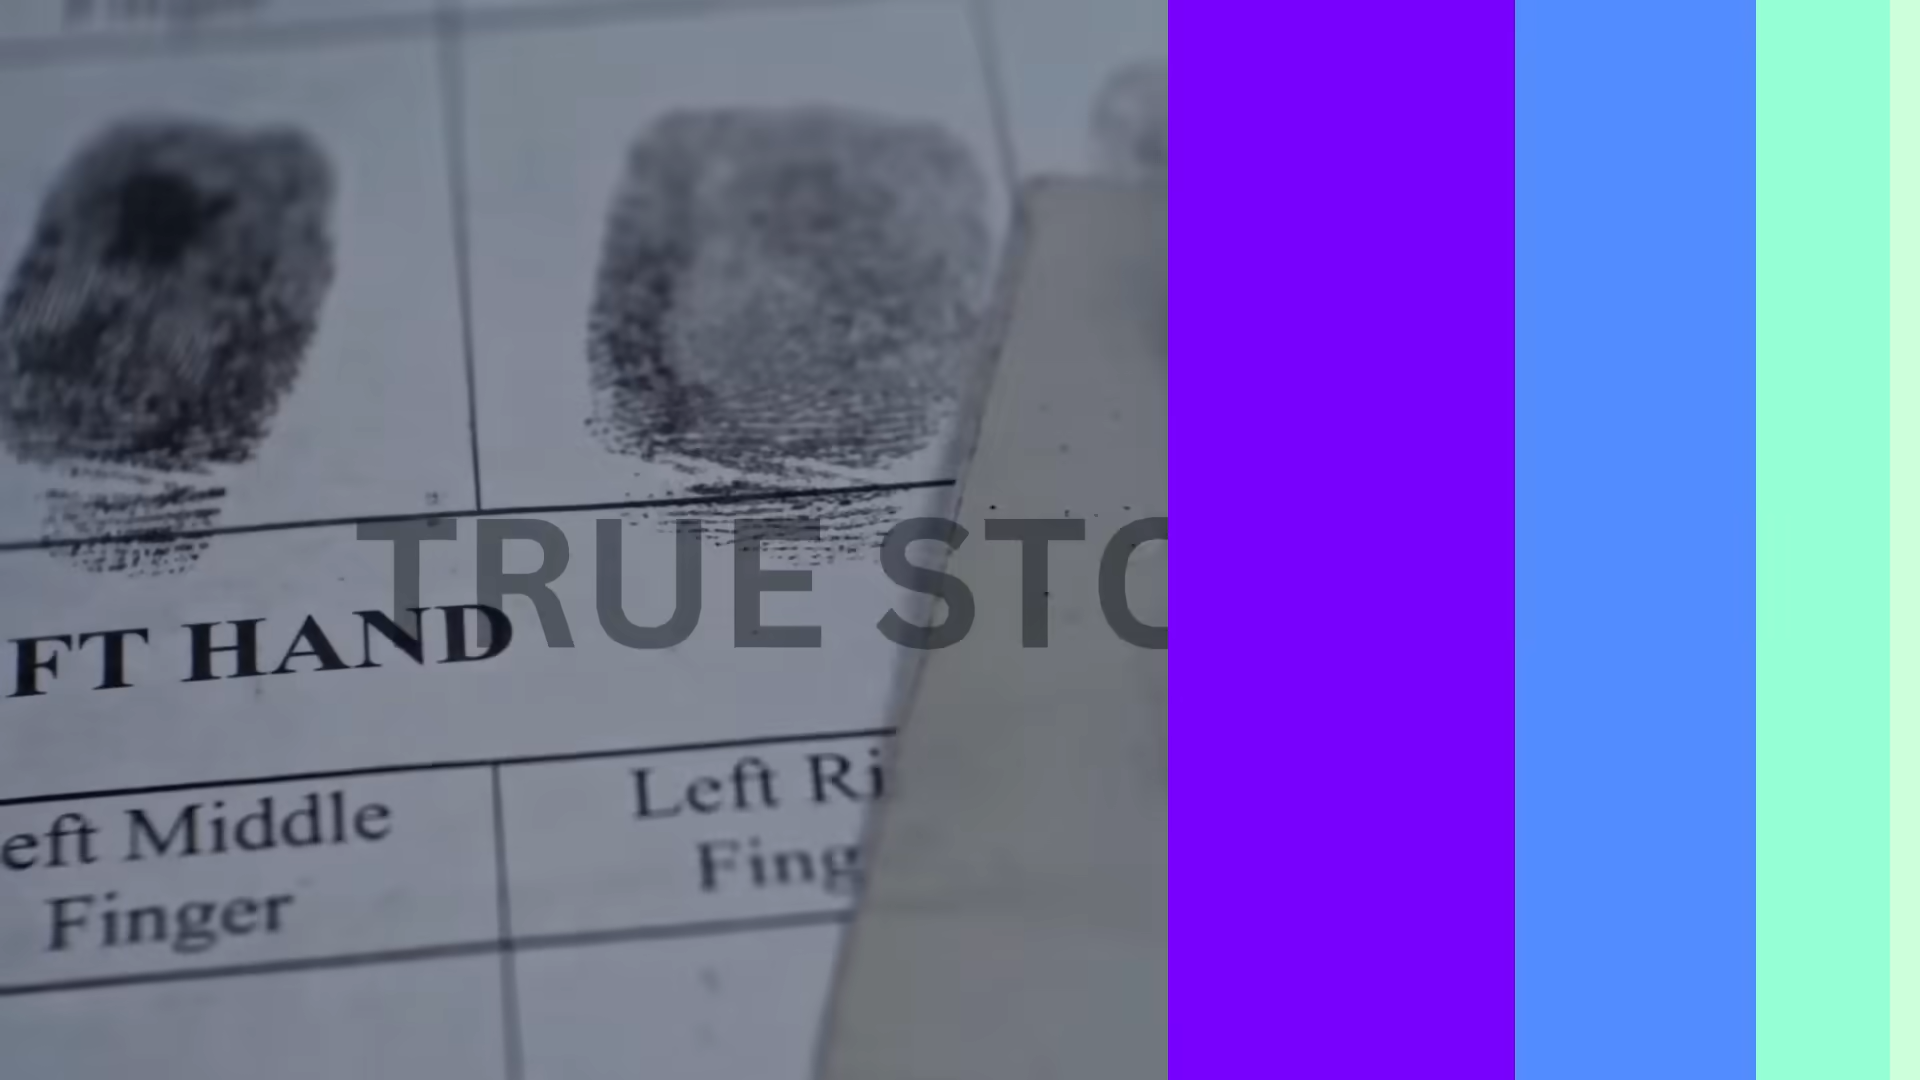 TRUE STO
FT HAND
eft Middle
Finger
Left Ri
Fing